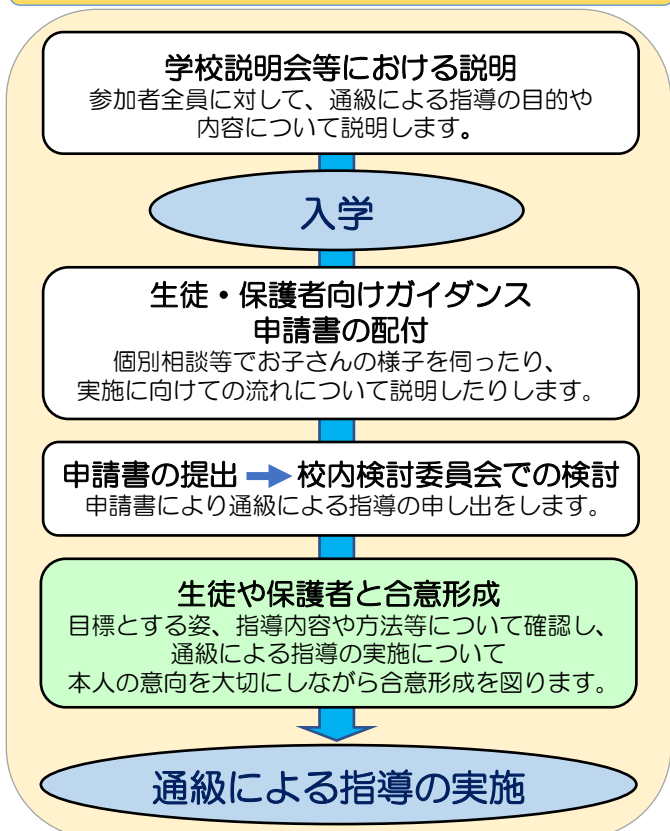 学校説明会等における説明
参加者全員に対して、通級による指導の目的や
内容について説明します。
入学
生徒・保護者向けガイダンス
申請書の配付
個別相談等でお子さんの様子を伺ったり、
実施に向けての流れについて説明したりします。
申請書の提出 ➡ 校内検討委員会での検討
申請書により通級による指導の申し出をします。
生徒や保護者と合意形成
目標とする姿、指導内容や方法等について確認し、
通級による指導の実施について
本人の意向を大切にしながら合意形成を図ります。
通級による指導の実施